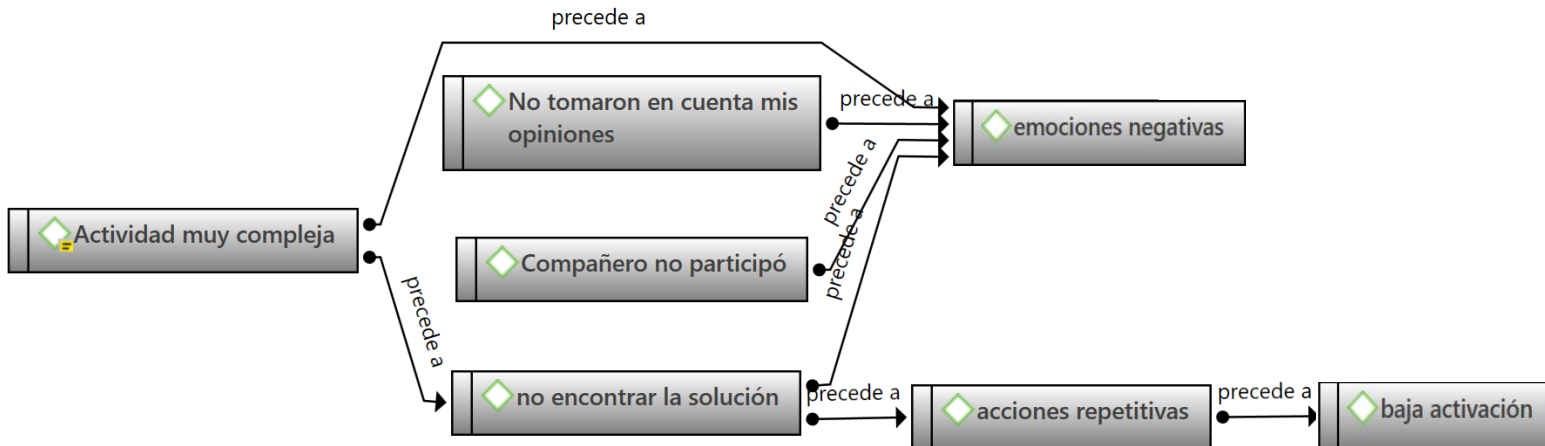 precede a
No tomaron en cuenta mis
opiniones
precede a
emociones negativas
precede a
Actividad muy compleja
precede a
Compañero no participó
precede a
no encontrar la solución
precede a
acciones repetitivas
precede a
baja activación